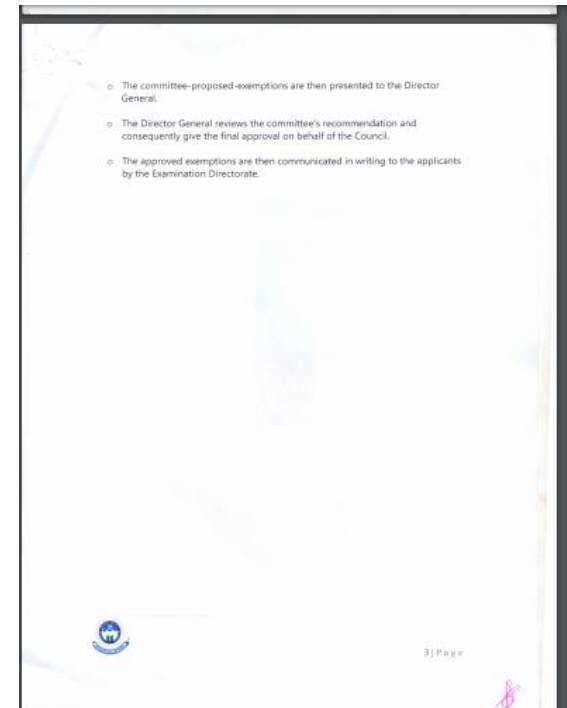 The committee-proposed-exemptions are then presented to the Director
General.
The Director General reviews the committee's recommendation and
consequently give the final approval on behalf of the Council.
The approved exemptions are then communicated in writing to the applicants
by the Examination Directorate.
3|Page